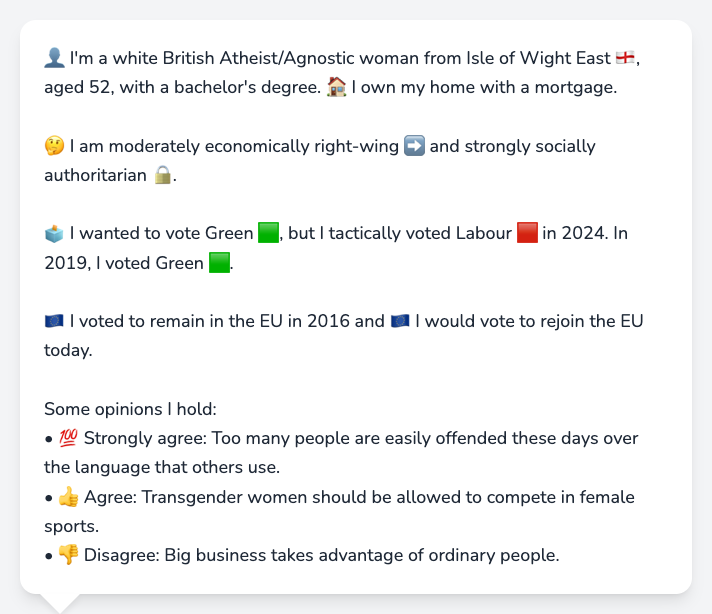 👤 I'm a white British Atheist/Agnostic woman from Isle of Wight East 🏴󠁧󠁢󠁥󠁮󠁧󠁿,
aged 52, with a bachelor's degree. 🏠 I own my home with a mortgage.
🤔 I am moderately economically right-wing ➡️ and strongly socially
authoritarian 🔒.
🗳️ I wanted to vote Green 🟩, but I tactically voted Labour 🟥 in 2024. In
2019, I voted Green 🟩.
🇪🇺 I voted to remain in the EU in 2016 and 🇪🇺 I would vote to rejoin the EU
today.
Some opinions I hold:
• 💯 Strongly agree: Too many people are easily offended these days over
the language that others use.
• 👍 Agree: Transgender women should be allowed to compete in female
sports.
• 👎 Disagree: Big business takes advantage of ordinary people.